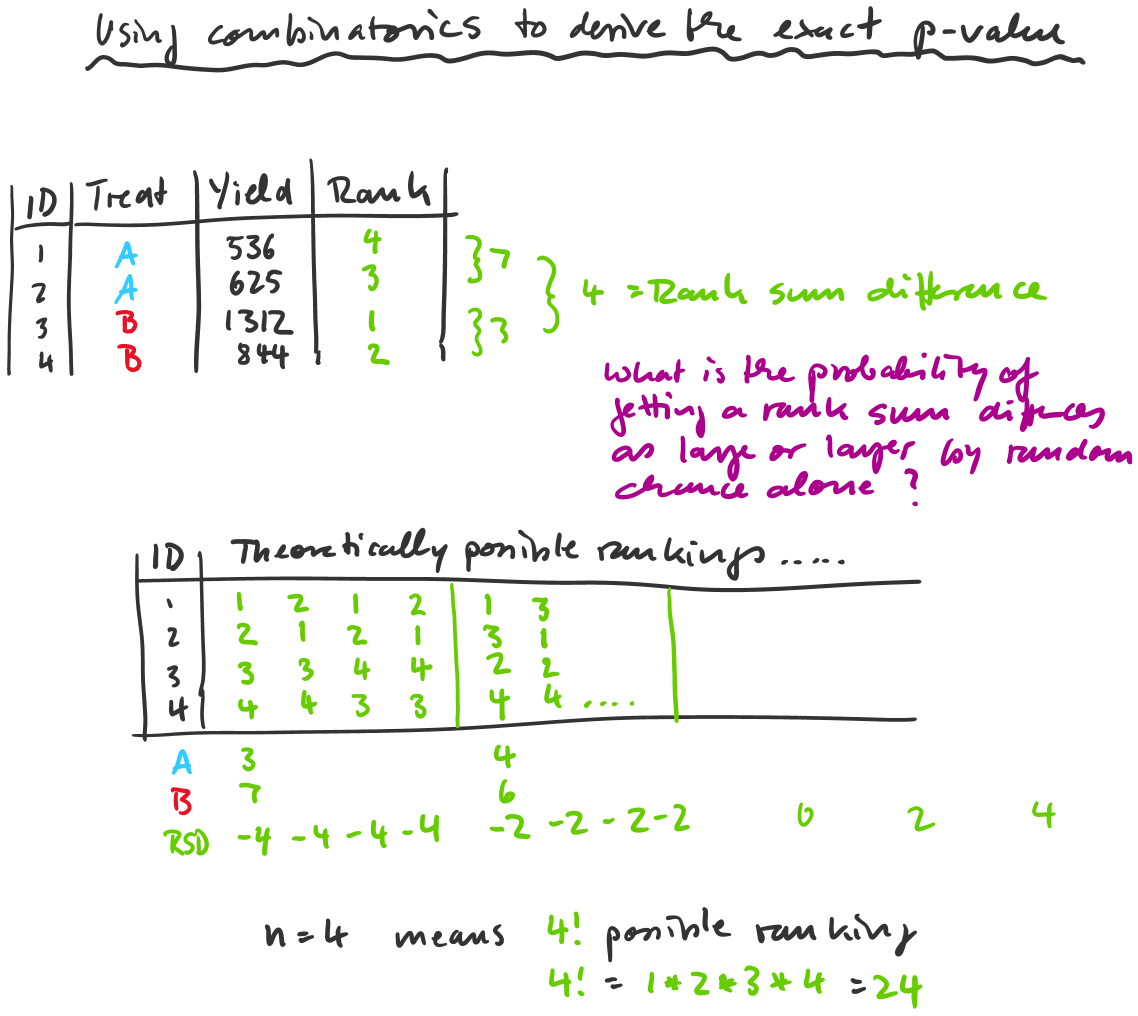 Using combinatorics to derive the exact p-value
ID Treat Yield Rank
1 A 536 4
2 A 625 3
3 B 1312 1
4 B 844 2
} 7
} 3
} 4 = Rank sum difference
What is the probability of
getting a rank sum
as large or larger by random
chance alone ?
ID Theoretically possible rankings .....
1 1 2 1 2 1 3
2 2 1 2 1 3 1
3 3 3 4 4 2 2
4 4 4 3 3 4 4 ....
A 3 4
B 7 6
RSD -4 -4 -4 -4 -2 -2 -2 -2 0 2 4
n=4 means 4! possible ranking
4! = 1*2*3*4 = 24